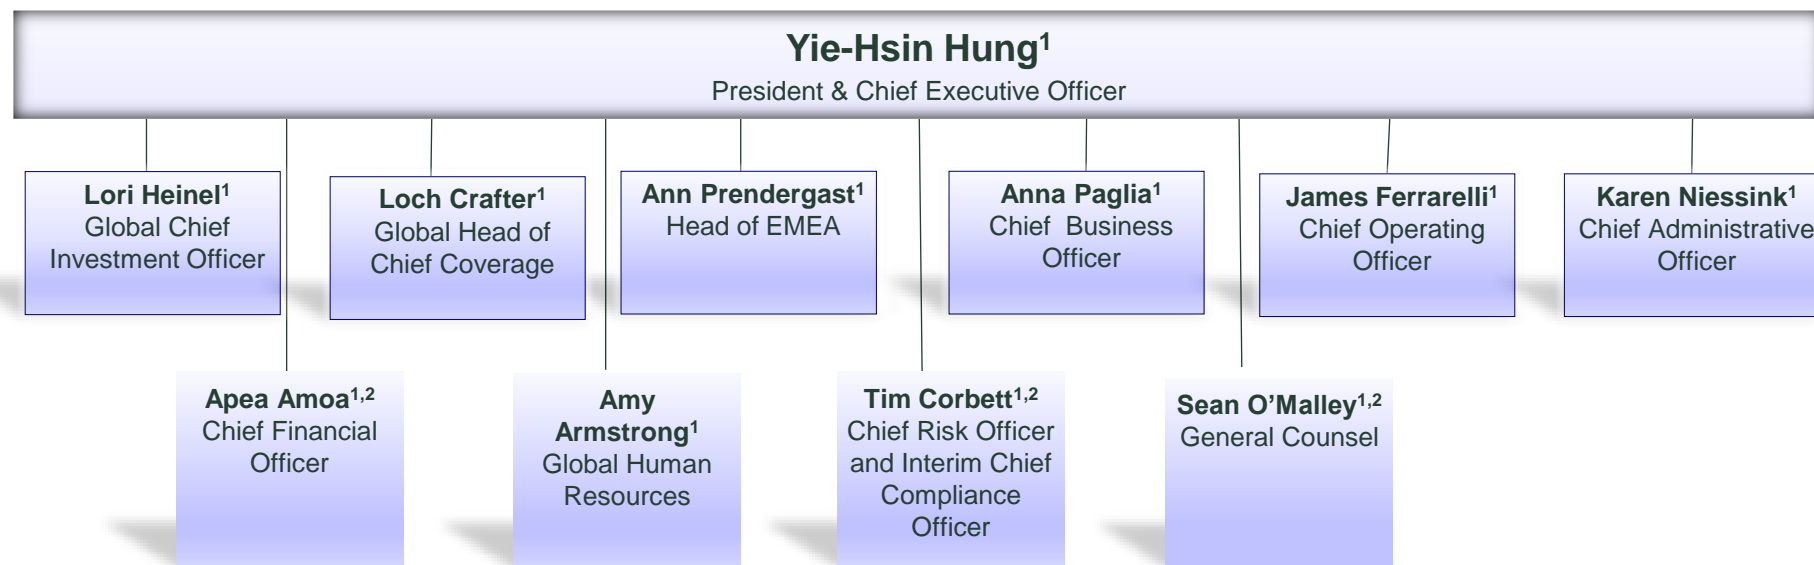 Yie-Hsin Hung¹
President & Chief Executive Officer
Lori Heinel¹
Global Chief
Investment Officer
Loch Crafter¹
Global Head of
Chief Coverage
Ann Prendergast¹
Head of EMEA
Anna Paglia¹
Chief Business
Officer
James Ferrarelli¹
Chief Operating
Officer
Karen Niessink¹
Chief Administrative
Officer
Apea Amoa¹,²
Chief Financial
Officer
Amy
Armstrong¹
Global Human
Resources
Tim Corbett¹,²
Chief Risk Officer
and Interim Chief
Compliance
Officer
Sean O’Malley¹,²
General Counsel